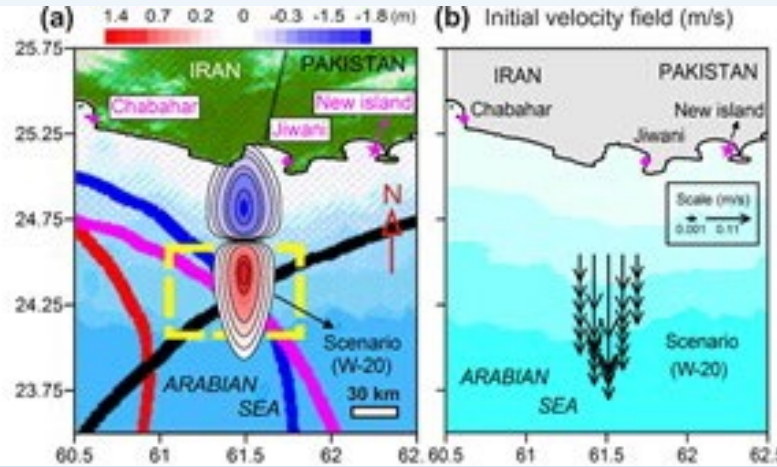 (a)
1.4 0.7 0.2 0 -0.3 -1.5 -1.8 (m)
25.75
25.25
24.75
24.25
23.75
IRAN
PAKISTAN
Chabahar
New island
Jiwani
N
Scenario
(W-20)
ARABIAN
SEA
30 km
60.5 61 61.5 62 62.
(b) Initial velocity field (m/s)
IRAN
PAKISTAN
Chabahar
New island
Jiwani
Scale (m/s)
0.001 0.11
Scenario
(W-20)
ARABIAN
SEA
60.5 61 61.5 62 62.5